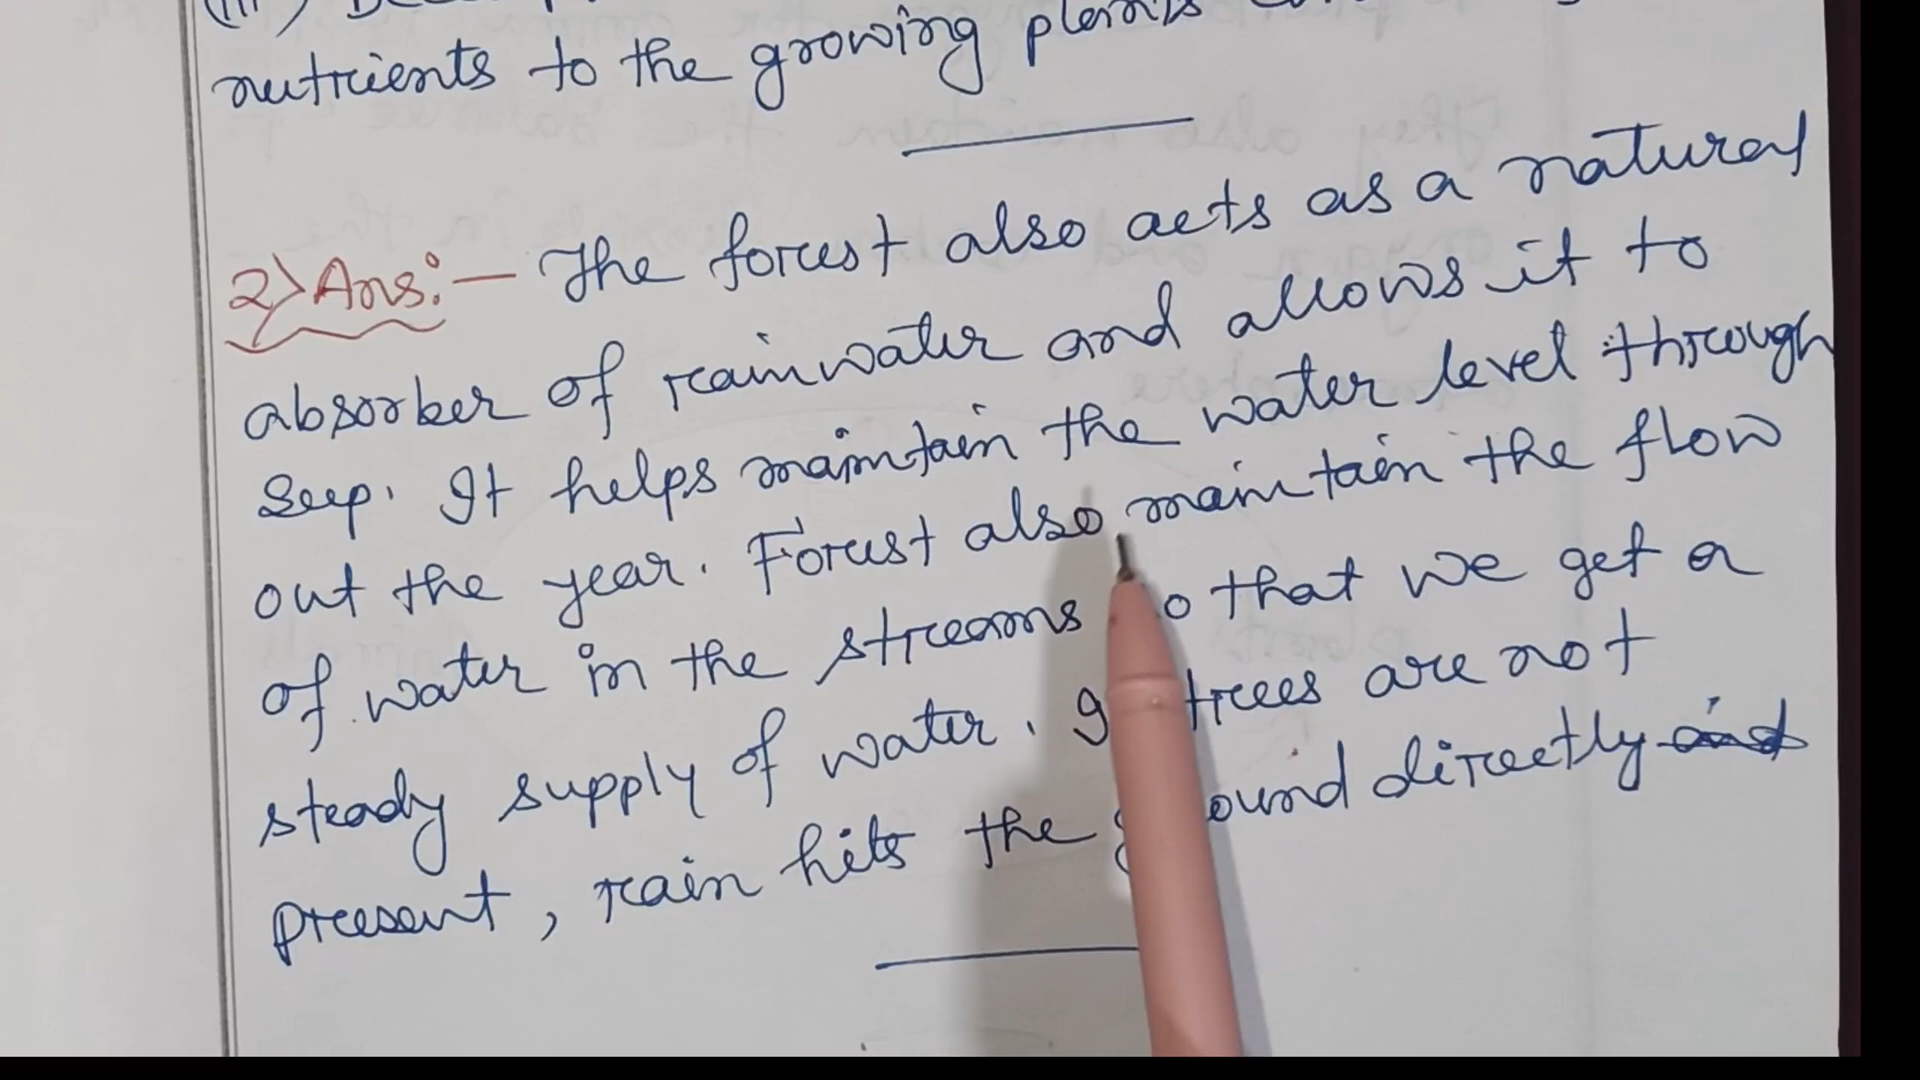 (iii)
nutrients to the growing plants
2) Ans:- The forest also acts as a natural
absorber of rainwater and allows it to
seep. It helps maintain the water level through
out the year. Forest also maintain the flow
of water in the streams so that we get a
steady supply of water. If trees are not
present, rain hits the ground directly